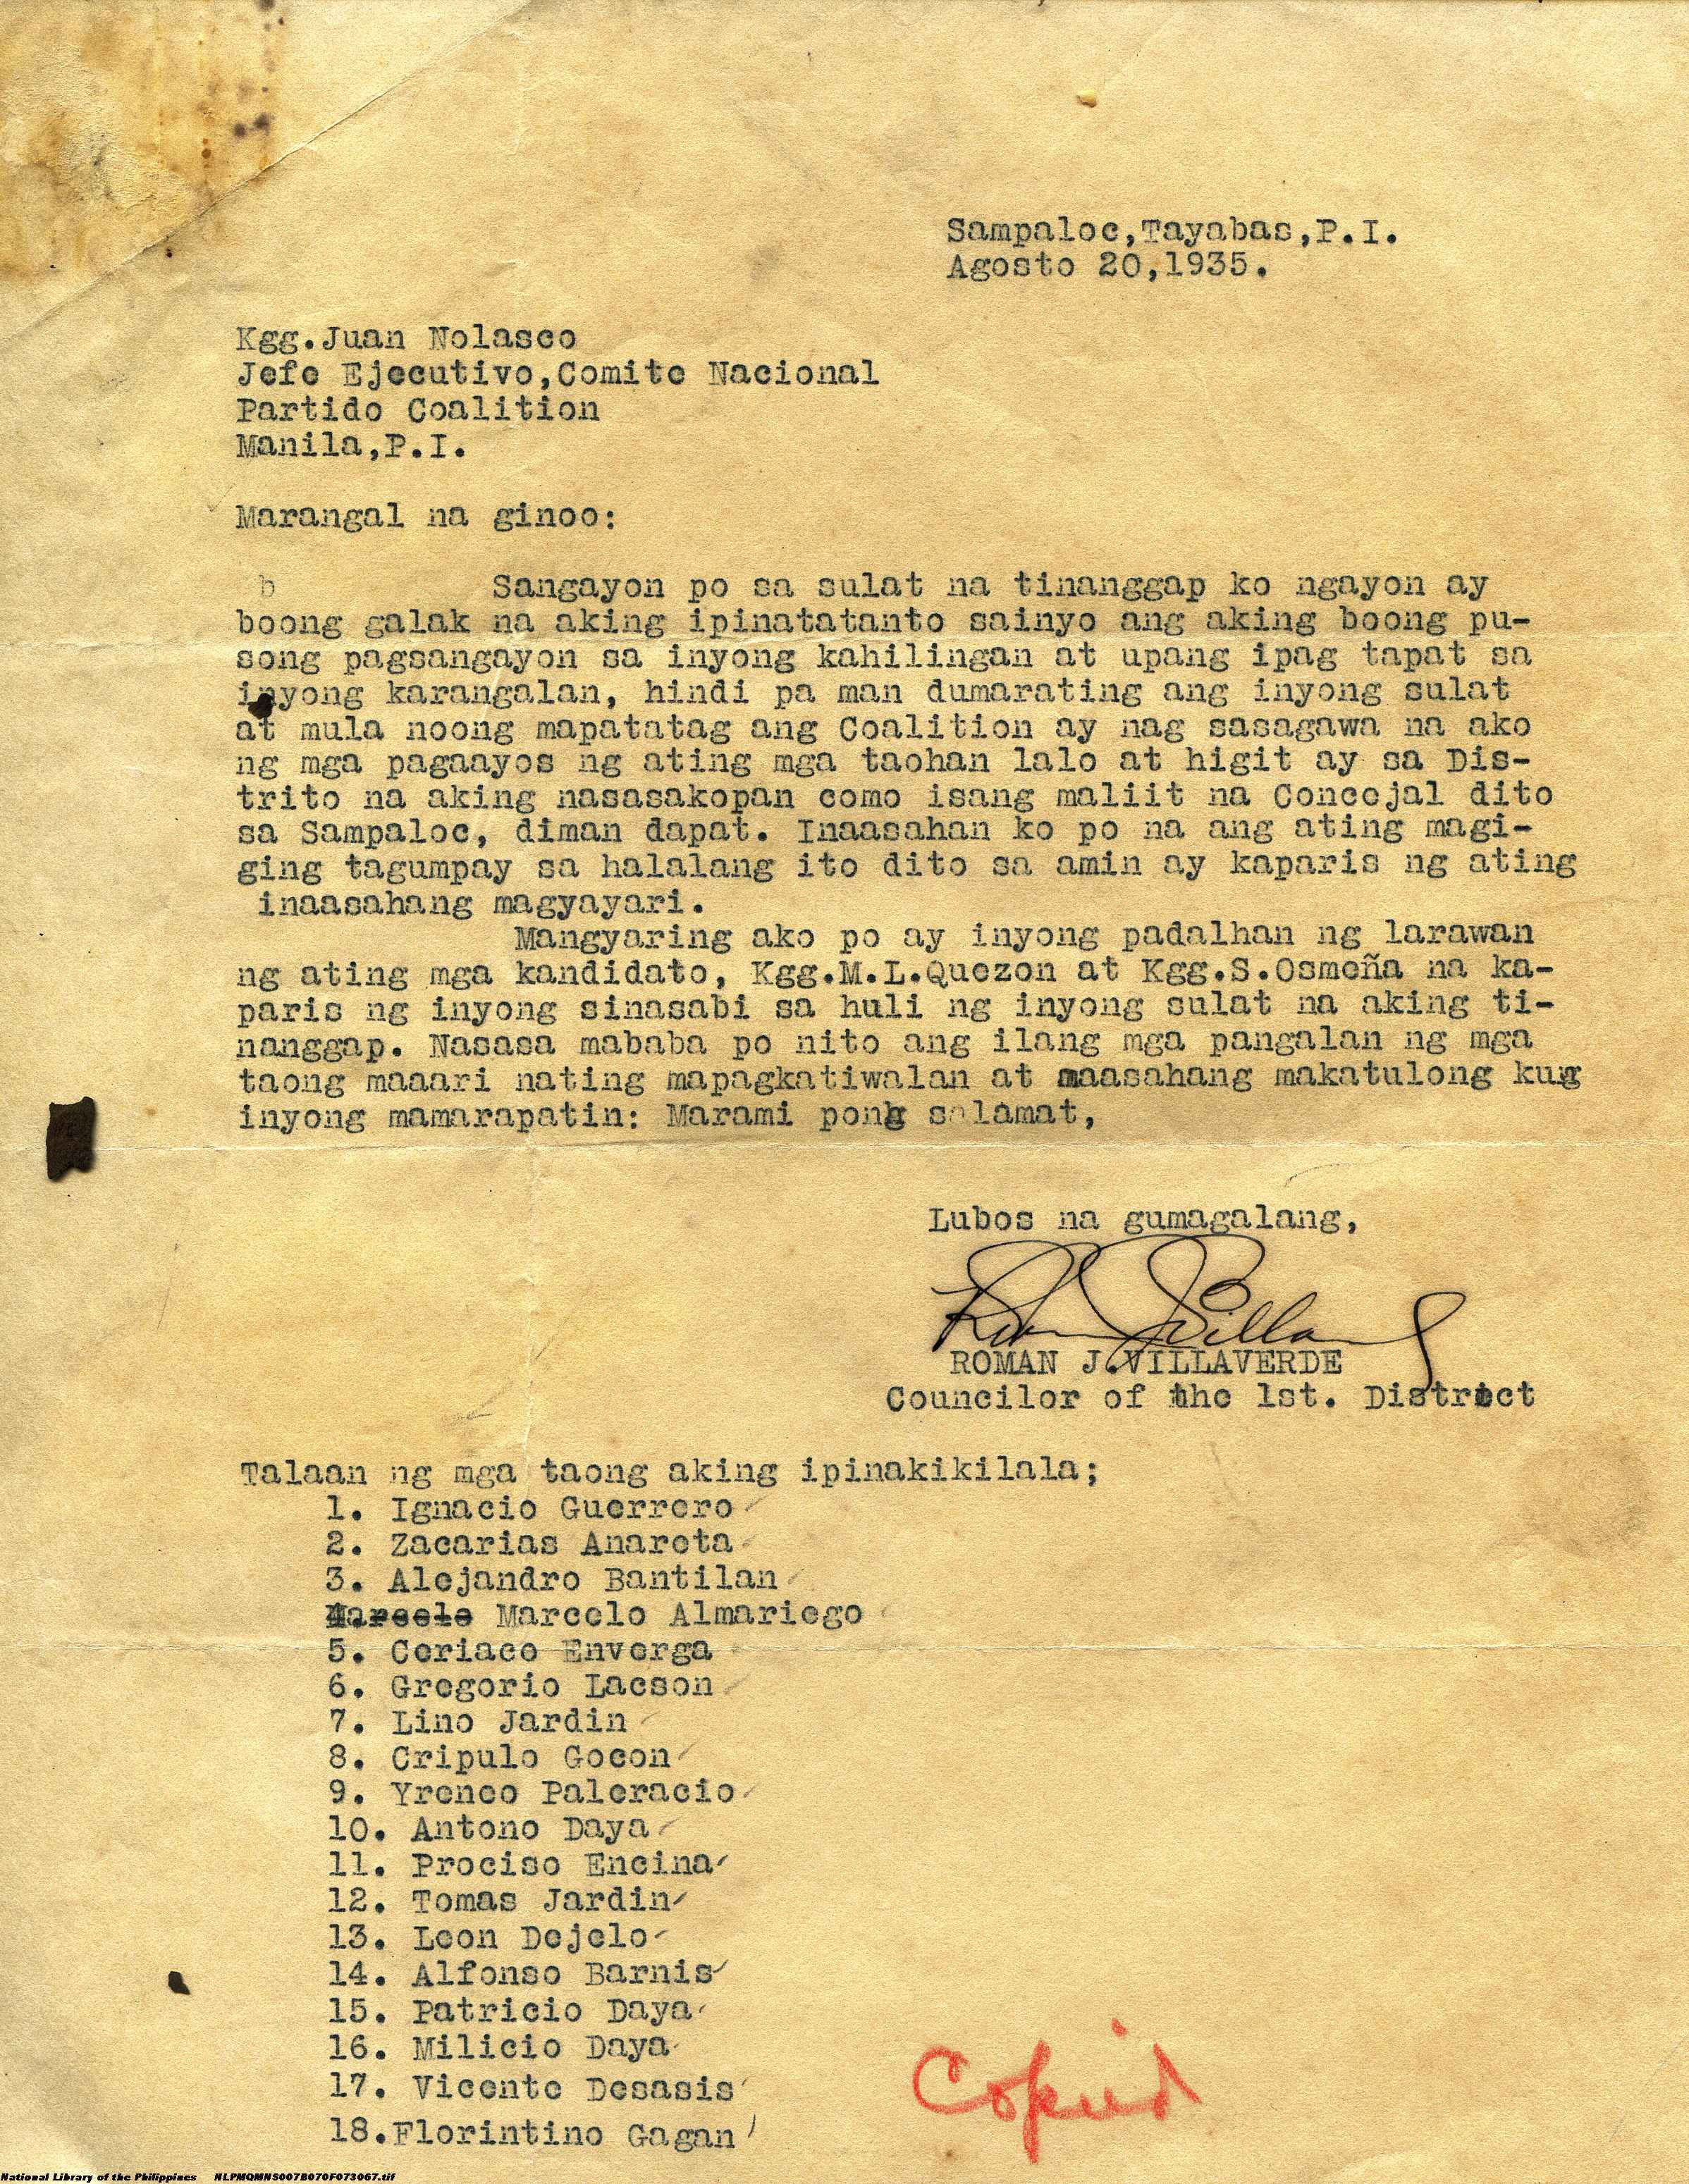 Sampaloc,Tayabas,P.I.
Agosto 20,1935.
Kgg.Juan Nolasco
Jefe Ejecutivo,Comite Nacional
Partido Coalition
Manila,P.I.
Marangal na ginoo:
b Sangayon po sa sulat na tinanggap ko ngayon ay
boong galak na aking ipinatatanto sainyo ang aking boong pu-
song pagsangayon sa inyong kahilingan at upang ipag tapat sa
inyong karangalan, hindi pa man dumarating ang inyong sulat
at mula noong mapatatag ang Coalition ay nag sasagawa na ako
ng mga pagaayos ng ating mga taohan lalo at higit ay sa Dis-
trito na aking nasasakopan como isang maliit na Concejal dito
sa Sampaloc, diman dapat. Inaasahan ko po na ang ating magi-
ging tagumpay sa halalang ito dito sa amin ay kaparis ng ating
inaasahang magyayari.
Mangyaring ako po ay inyong padalhan ng larawan
ng ating mga kandidato, Kgg.M.L.Quezon at Kgg.S.Osmeña na ka-
paris ng inyong sinasabi sa huli ng inyong sulat na aking ti-
nanggap. Nasasa mababa po nito ang ilang mga pangalan ng mga
taong maaari nating mapagkatiwalan at maasahang makatulong kung
inyong mamarapatin: Marami pong salamat,
Lubos na gumagalang,
ROMAN J.VILLAVERDE
Councilor of the 1st. District
Talaan ng mga taong aking ipinakikilala;
1. Ignacio Guerrero
2. Zacarias Anareta
3. Alejandro Bantilan
4. Marcelo Almariego
5. Ceriaco Enverga
6. Gregorio Lacson
7. Lino Jardin
8. Cripulo Gocon
9. Yreneo Paleracio
10. Antono Daya
11. Prociso Encina
12. Tomas Jardin
13. Leon Dejelo
14. Alfonso Barnis
15. Patricio Daya
16. Milicio Daya
17. Vicente Desasis
18.Florintino Gagan
Copied
National Library of the Philippines NLPMQMNS007B070F073067.tif